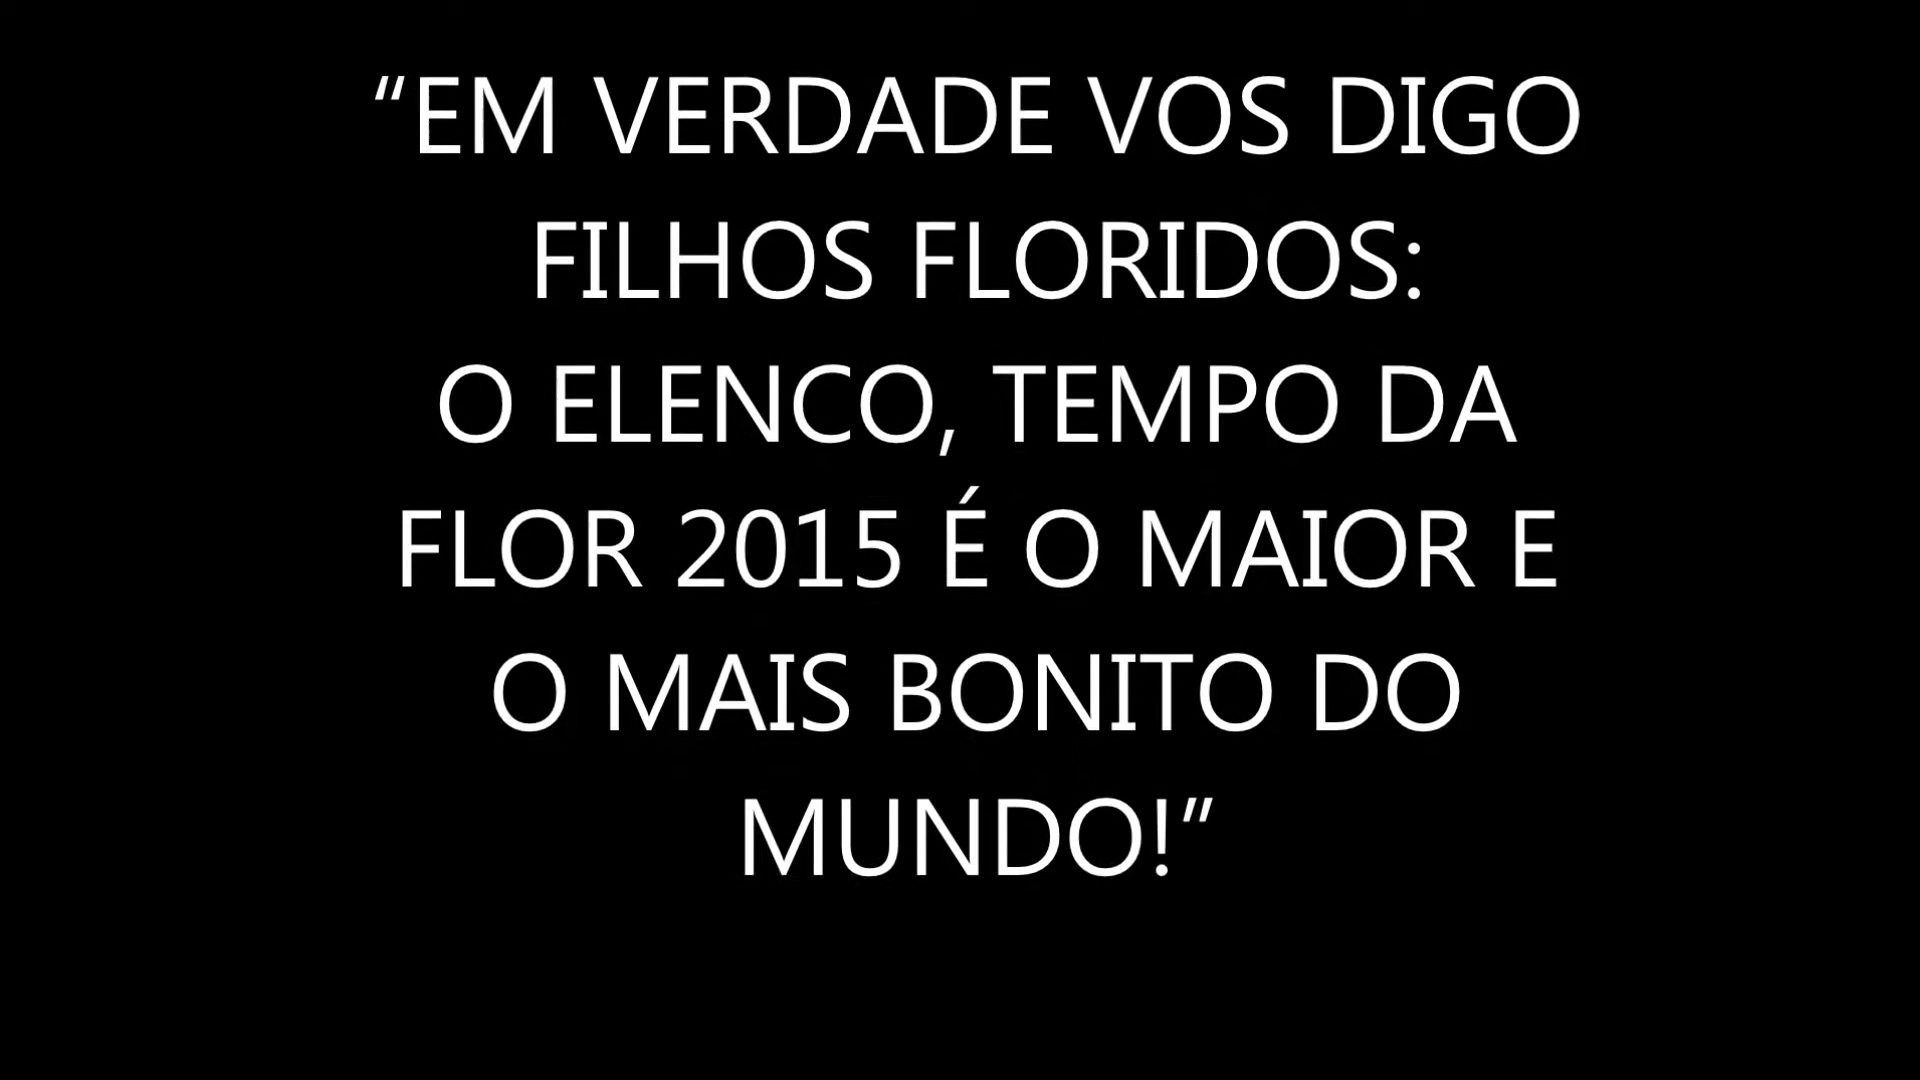 “EM VERDADE VOS DIGO
FILHOS FLORIDOS:
O ELENCO, TEMPO DA
FLOR 2015 É O MAIOR E
O MAIS BONITO DO
MUNDO!”